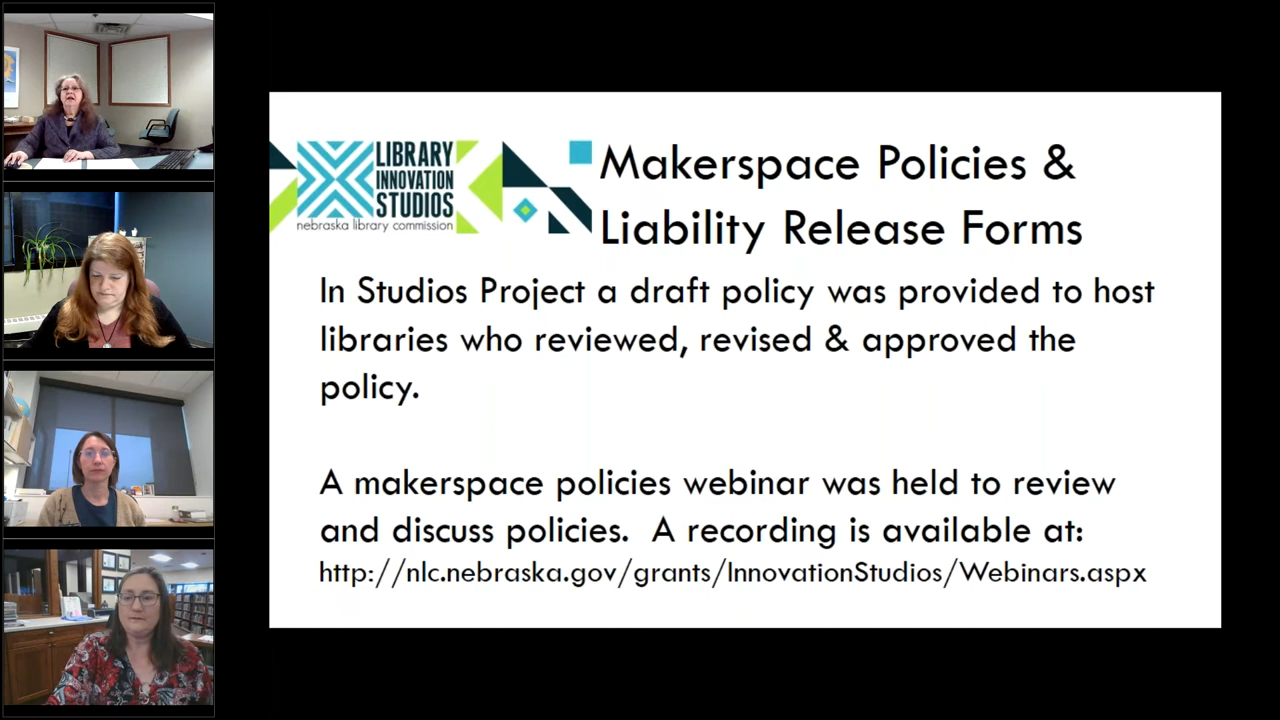 LIBRARY
INNOVATION
STUDIOS
nebraska library commission
Makerspace Policies &
Liability Release Forms
In Studios Project a draft policy was provided to host
libraries who reviewed, revised & approved the
policy.
A makerspace policies webinar was held to review
and discuss policies.  A recording is available at:
http://nlc.nebraska.gov/grants/InnovationStudios/Webinars.aspx